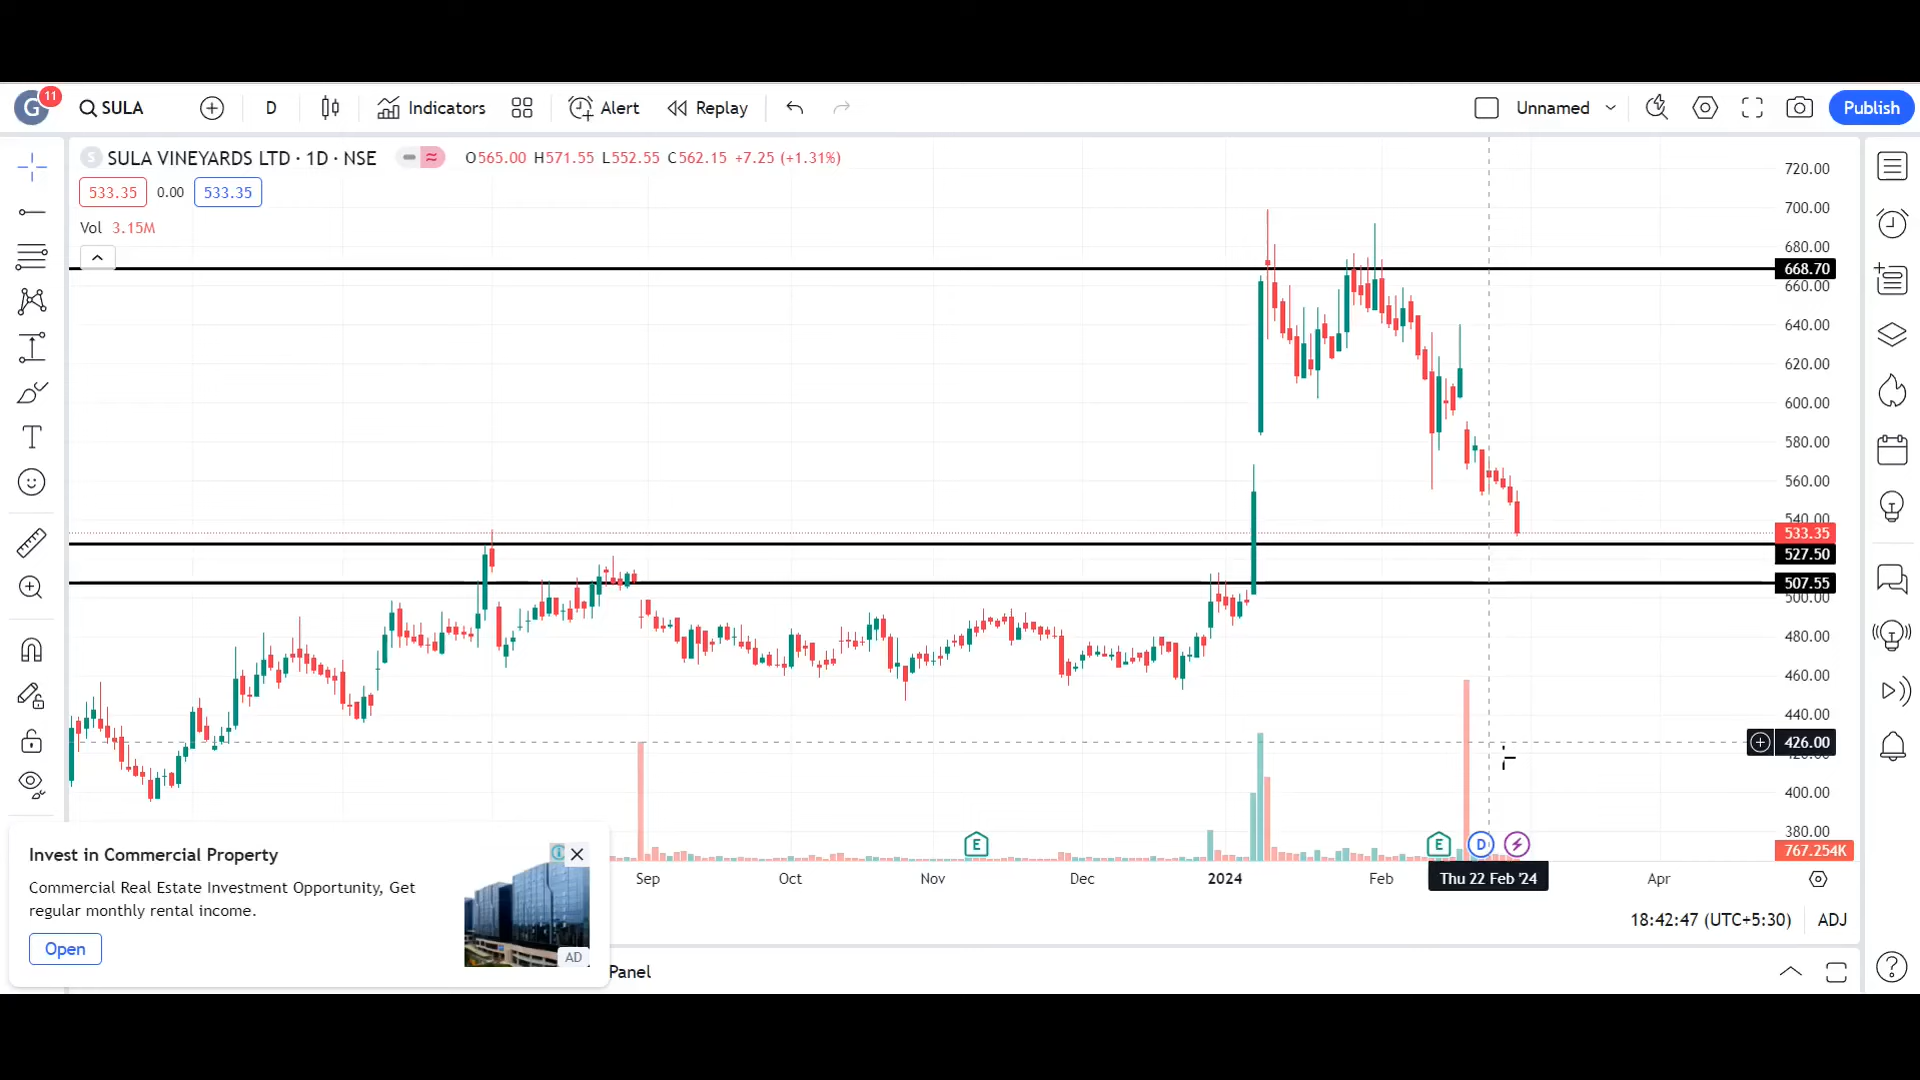 G 11 SULA D Indicators Alert Replay Unnamed Publish
S SULA VINEYARDS LTD · 1D · NSE O565.00 H571.55 L552.55 C562.15 +7.25 (+1.31%)
533.35 0.00 533.35
Vol 3.15M
720.00
700.00
680.00
668.70
660.00
640.00
620.00
600.00
580.00
560.00
540.00
533.35
527.50
507.55
500.00
480.00
460.00
440.00
426.00
400.00
380.00
767.254K
E E D
Sep Oct Nov Dec 2024 Feb Thu 22 Feb '24 Apr
18:42:47 (UTC+5:30) ADJ
Invest in Commercial Property
Commercial Real Estate Investment Opportunity, Get
regular monthly rental income.
Open
AD
Panel